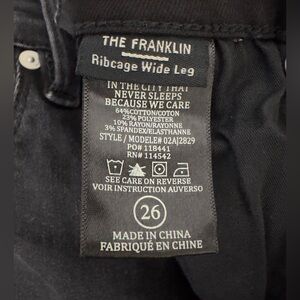 THE FRANKLIN
Ribcage Wide Leg
IN THE CITY THAT
NEVER SLEEPS
BECAUSE WE CARE
64%COTTON/COTON
23%POLYESTER
10% RAYON/RAYONNE
3% SPANDEX/ELASTHANNE
STYLE / MODELE# 02AJ2829
PO# 118441
RN# 114542
SEE CARE ON REVERSE
VOIR INSTRUCTION AUVERSO
26
MADE IN CHINA
FABRIQUÉ EN CHINE